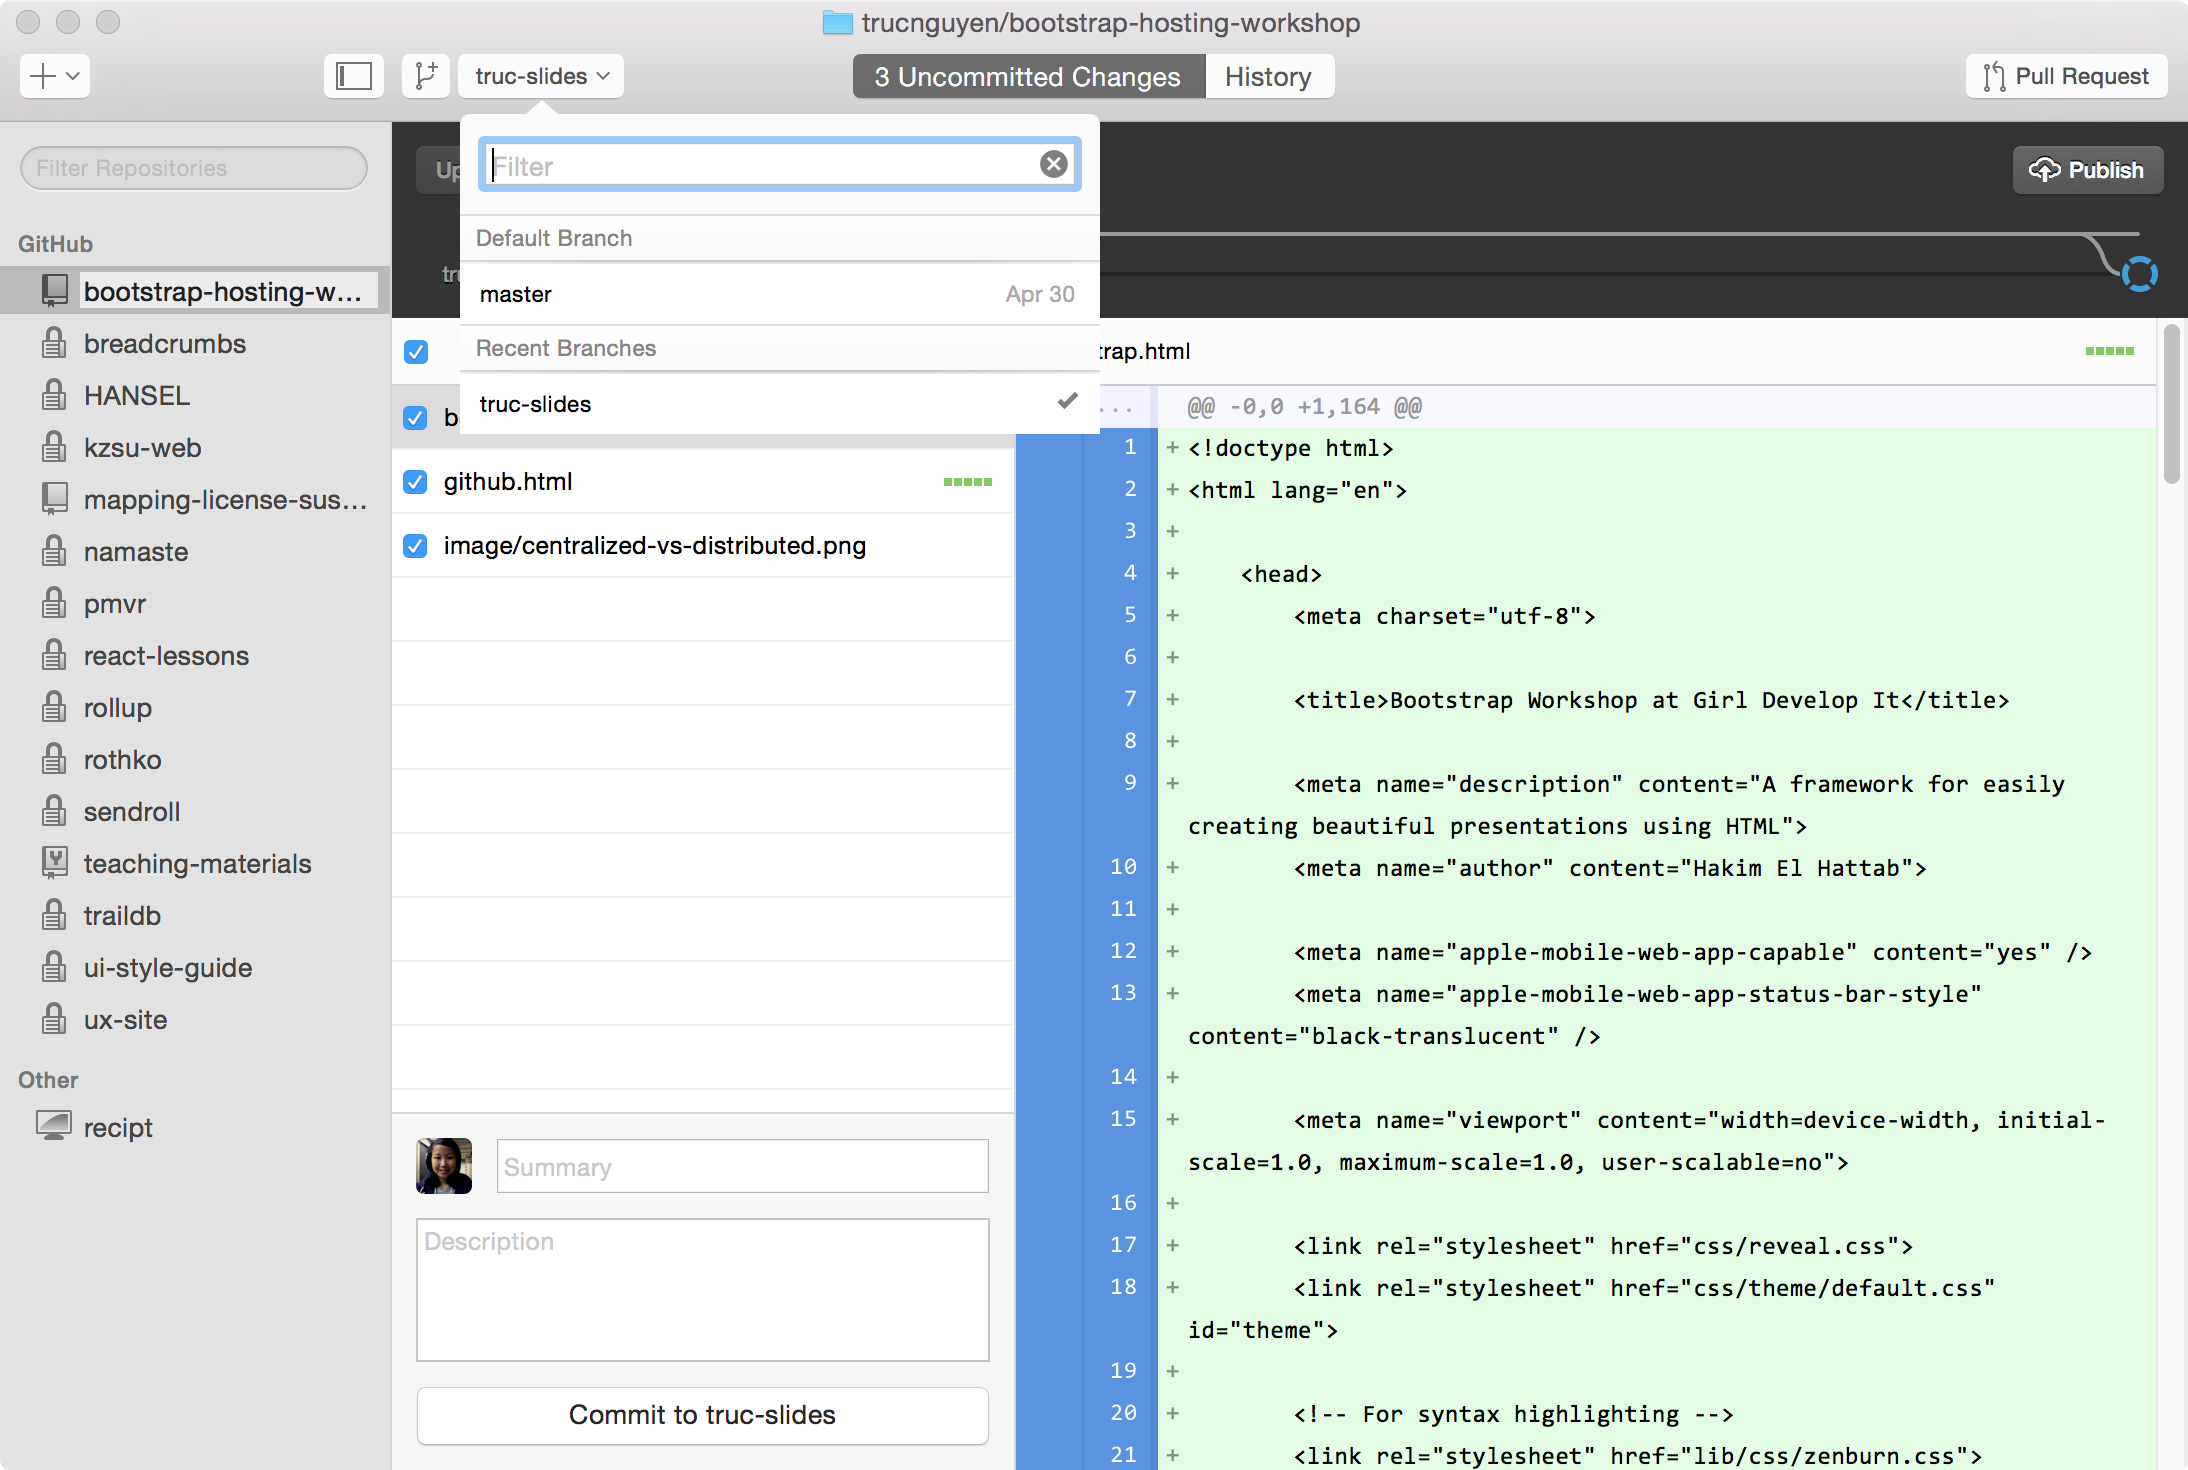 trucnguyen/bootstrap-hosting-workshop
truc-slides
3 Uncommitted Changes
History
Pull Request
Filter Repositories
GitHub
bootstrap-hosting-w...
breadcrumbs
HANSEL
kzsu-web
mapping-license-sus...
namaste
pmvr
react-lessons
rollup
rothko
sendroll
teaching-materials
traildb
ui-style-guide
ux-site
Other
recipt
Up
Publish
tru
Filter
Default Branch
master Apr 30
Recent Branches
truc-slides
b
github.html
image/centralized-vs-distributed.png
Summary
Description
Commit to truc-slides
trap.html
... @@ -0,0 +1,164 @@
1 +<!doctype html>
2 +<html lang="en">
3 +
4 + <head>
5 + <meta charset="utf-8">
6 +
7 + <title>Bootstrap Workshop at Girl Develop It</title>
8 +
9 + <meta name="description" content="A framework for easily
creating beautiful presentations using HTML">
10 + <meta name="author" content="Hakim El Hattab">
11 +
12 + <meta name="apple-mobile-web-app-capable" content="yes" />
13 + <meta name="apple-mobile-web-app-status-bar-style"
content="black-translucent" />
14 +
15 + <meta name="viewport" content="width=device-width, initial-
scale=1.0, maximum-scale=1.0, user-scalable=no">
16 +
17 + <link rel="stylesheet" href="css/reveal.css">
18 + <link rel="stylesheet" href="css/theme/default.css"
id="theme">
19 +
20 + <!-- For syntax highlighting -->
21 + <link rel="stylesheet" href="lib/css/zenburn.css">